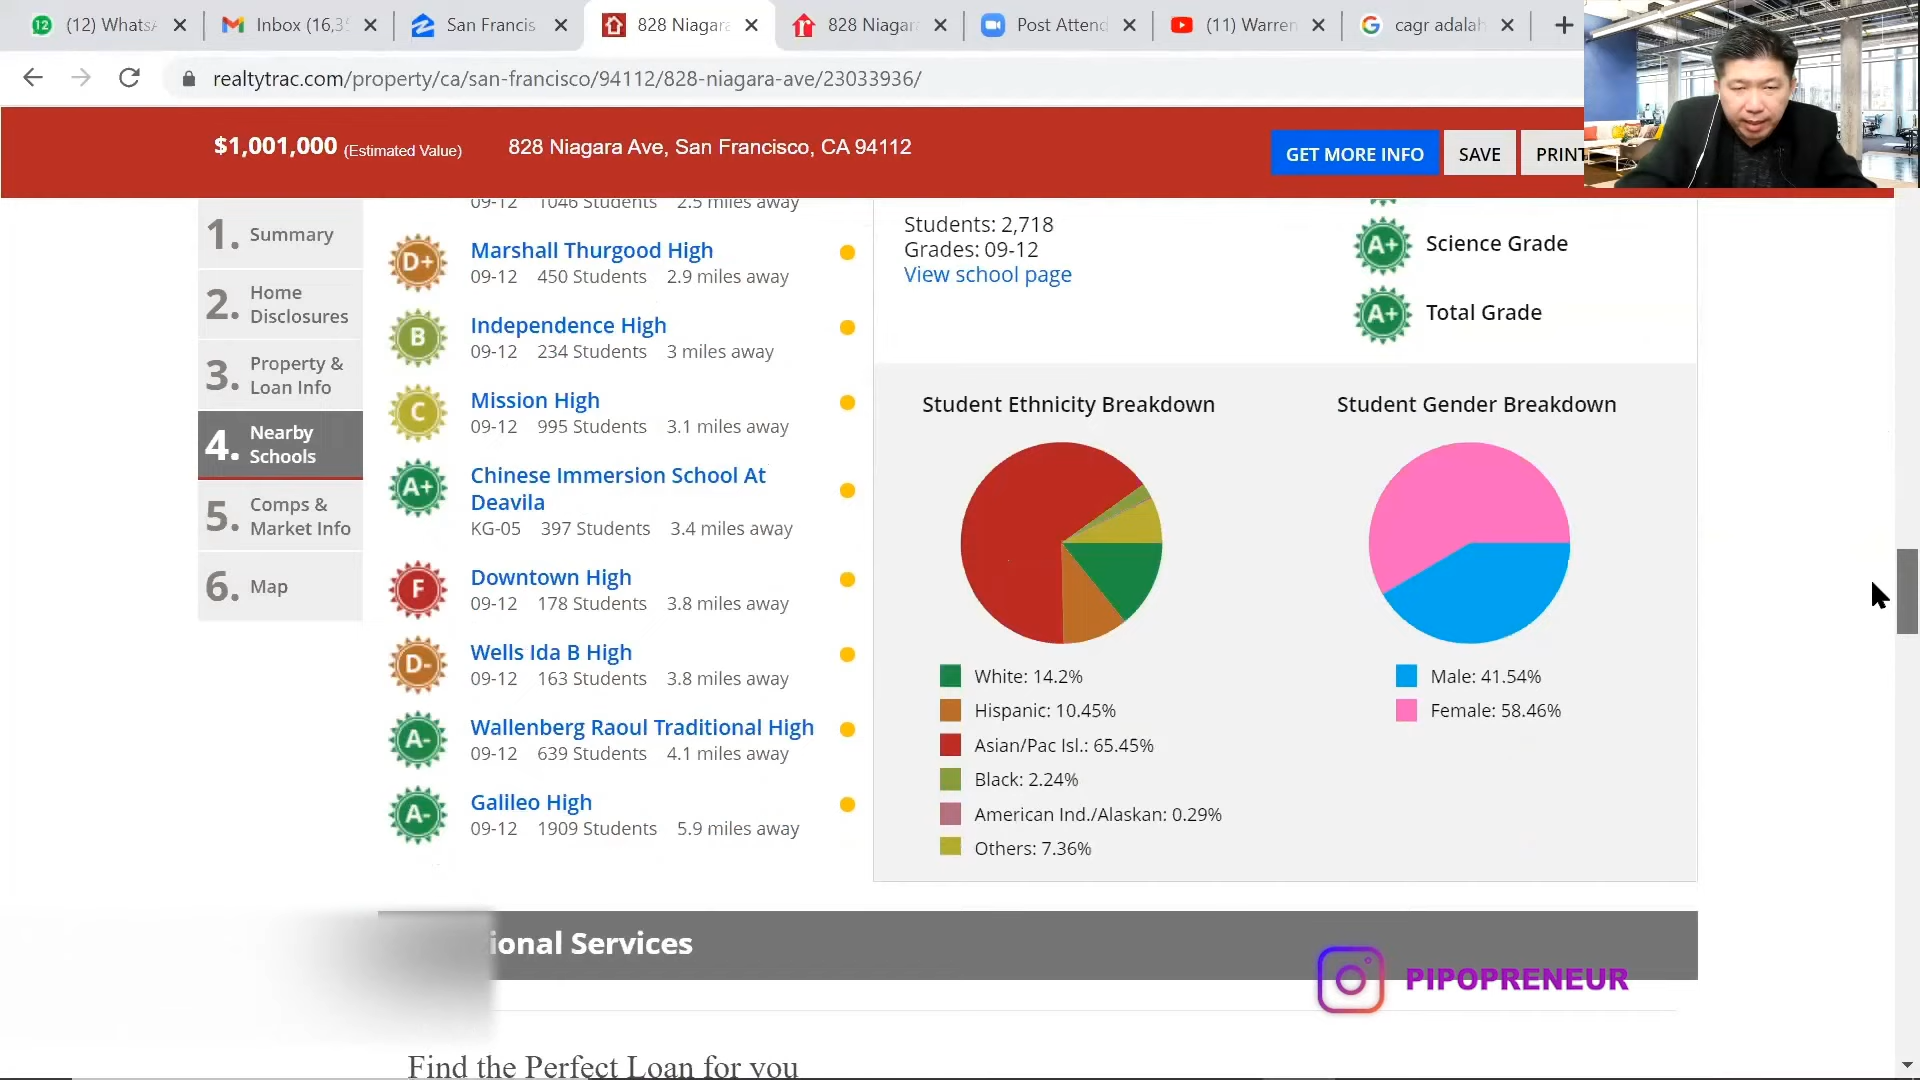 (12) Whats
Inbox (16,3
San Francis
828 Niagara
828 Niagar
Post Attend
(11) Warren
cagr adalah
realtytrac.com/property/ca/san-francisco/94112/828-niagara-ave/23033936/
$1,001,000 (Estimated Value)
828 Niagara Ave, San Francisco, CA 94112
GET MORE INFO
SAVE
PRINT
1. Summary
2. Home
Disclosures
3. Property &
Loan Info
4. Nearby
Schools
5. Comps &
Market Info
6. Map
09-12 1046 Students 2.5 miles away
D+
Marshall Thurgood High
09-12 450 Students 2.9 miles away
B
Independence High
09-12 234 Students 3 miles away
C
Mission High
09-12 995 Students 3.1 miles away
A+
Chinese Immersion School At
Deavila
KG-05 397 Students 3.4 miles away
F
Downtown High
09-12 178 Students 3.8 miles away
D-
Wells Ida B High
09-12 163 Students 3.8 miles away
A-
Wallenberg Raoul Traditional High
09-12 639 Students 4.1 miles away
A-
Galileo High
09-12 1909 Students 5.9 miles away
Students: 2,718
Grades: 09-12
View school page
A+ Science Grade
A+ Total Grade
Student Ethnicity Breakdown
White: 14.2%
Hispanic: 10.45%
Asian/Pac Isl.: 65.45%
Black: 2.24%
American Ind./Alaskan: 0.29%
Others: 7.36%
Student Gender Breakdown
Male: 41.54%
Female: 58.46%
ional Services
PIPOPRENEUR
Find the Perfect Loan for you